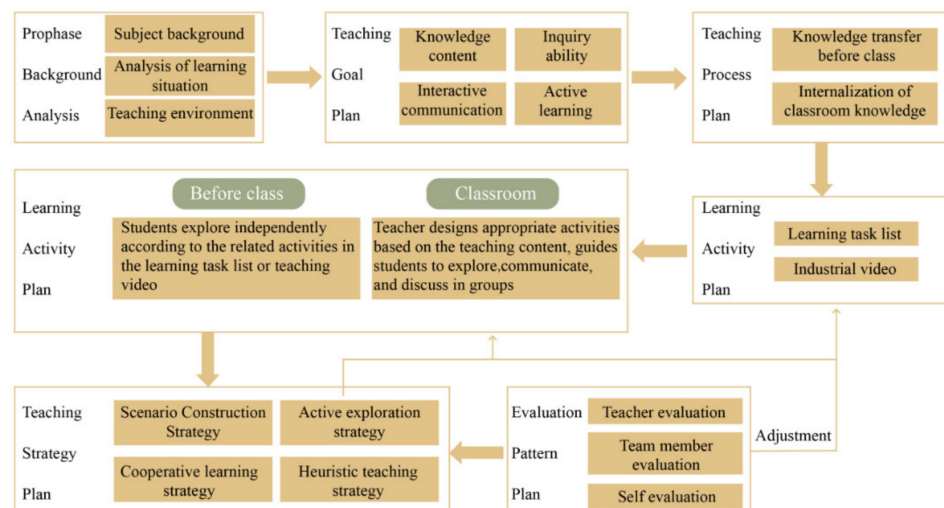 Prophase
Background
Analysis
Subject background
Analysis of learning
situation
Teaching environment
Teaching
Goal
Plan
Knowledge
content
Inquiry
ability
Interactive
communication
Active
learning
Teaching
Process
Plan
Knowledge transfer
before class
Internalization of
classroom knowledge
Learning
Activity
Plan
Before class
Students explore independently
according to the related activities in
the learning task list or teaching
video
Classroom
Teacher designs appropriate activities
based on the teaching content, guides
students to explore,communicate,
and discuss in groups
Learning
Activity
Plan
Learning task list
Industrial video
Teaching
Strategy
Plan
Scenario Construction
Strategy
Active exploration
strategy
Cooperative learning
strategy
Heuristic teaching
strategy
Evaluation
Pattern
Plan
Teacher evaluation
Team member
evaluation
Self evaluation
Adjustment